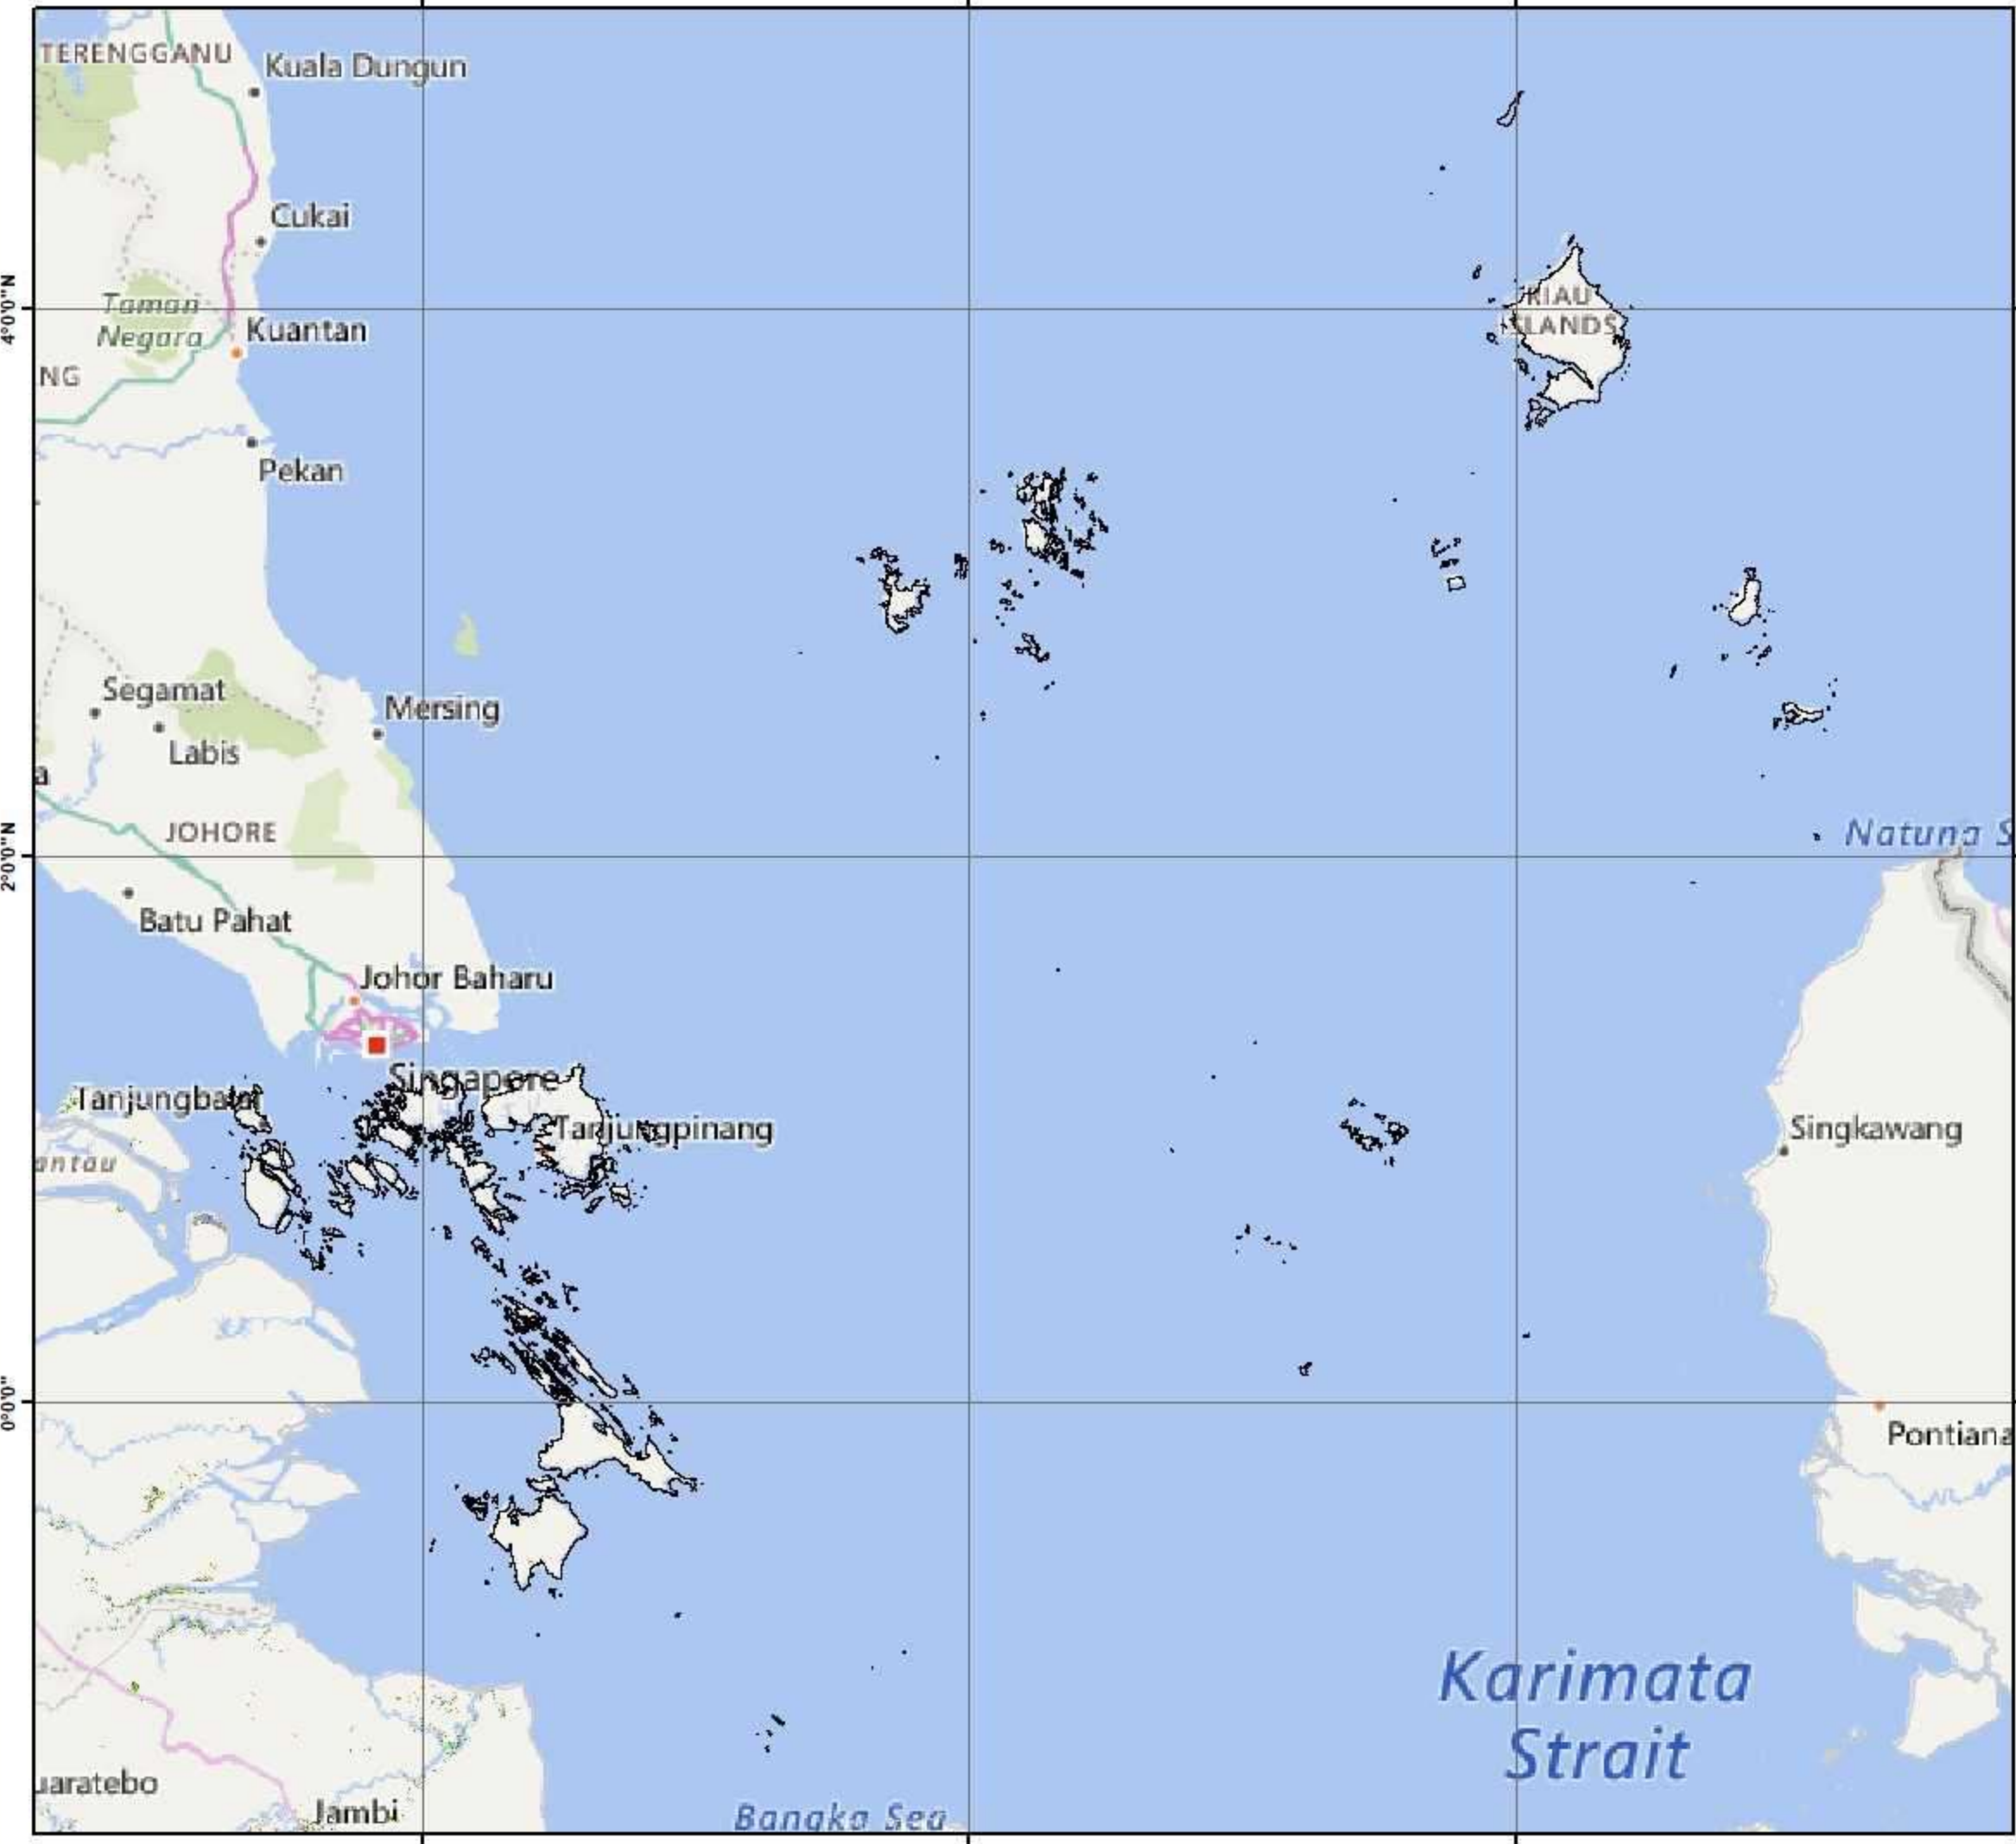 TERENGGANU
Kuala Dungun
Cukai
Taman
Negara
4°0'0"N
Kuantan
NG
RIAU
ISLANDS
Pekan
Segamat
Mersing
Labis
a
JOHORE
2°0'0"N
Natuna S
Batu Pahat
Johor Baharu
Singapore
Tanjungbalai
Tanjungpinang
Singkawang
antau
0°0'0"
Pontiana
Karimata
Strait
uaratebo
Jambi
Bangka Sea